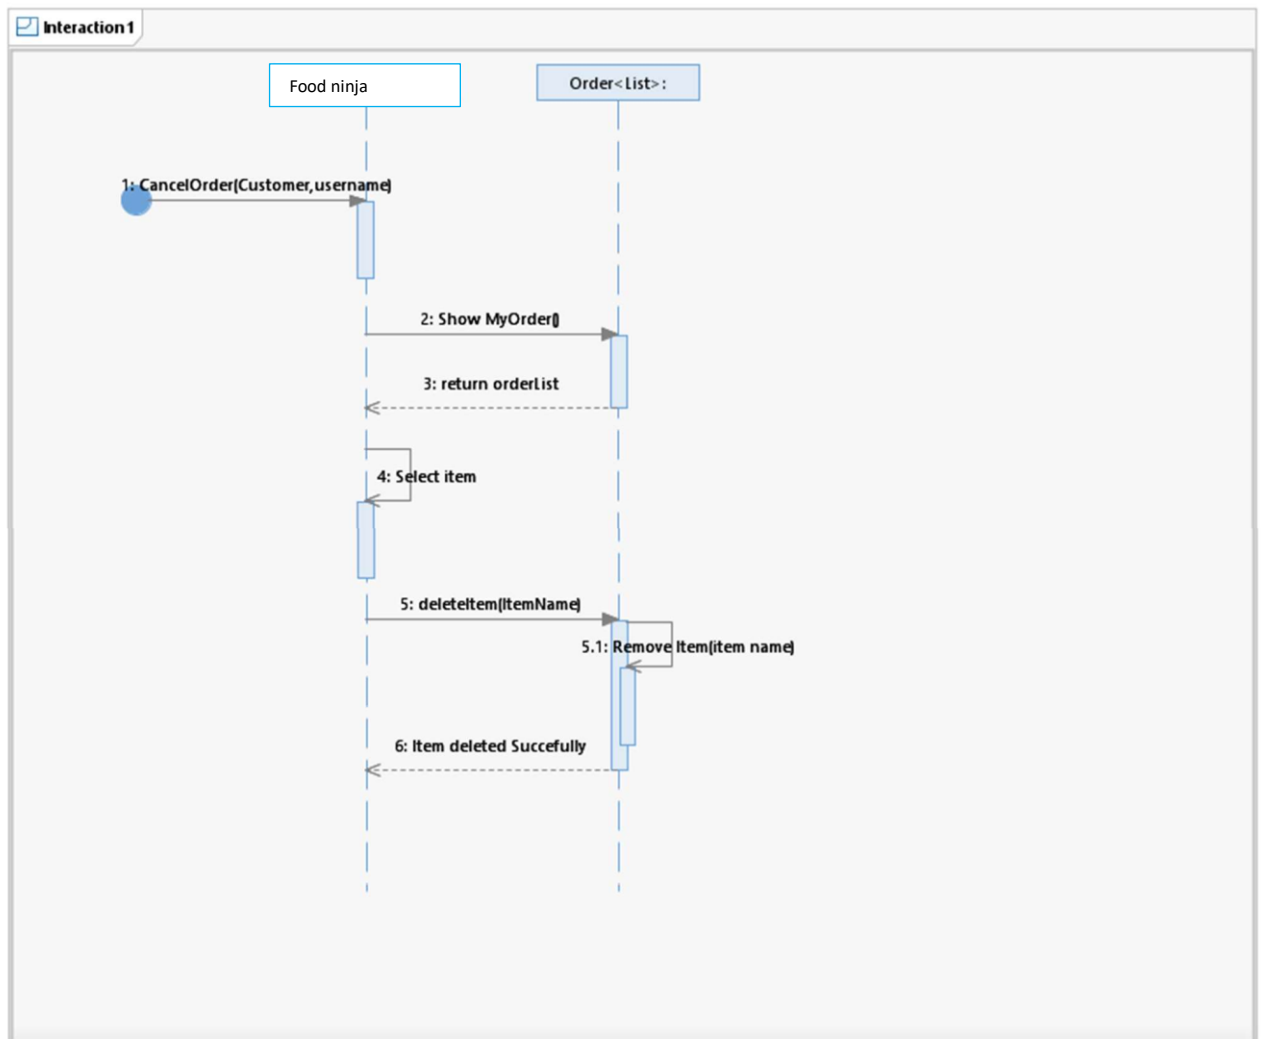 Interaction1
Food ninja
Order<List>:
1: CancelOrder(Customer,username)
2: Show MyOrder()
3: return orderList
4: Select item
5: deleteItem(ItemName)
5.1: Remove Item(item name)
6: Item deleted Succefully